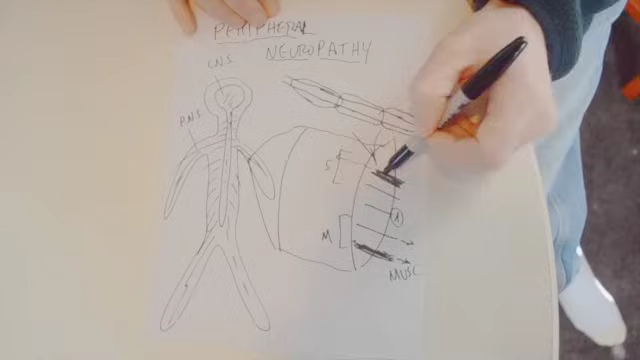 PERIPHERAL
NEUROPATHY
CNS
PNS
S
A
M
MUSC